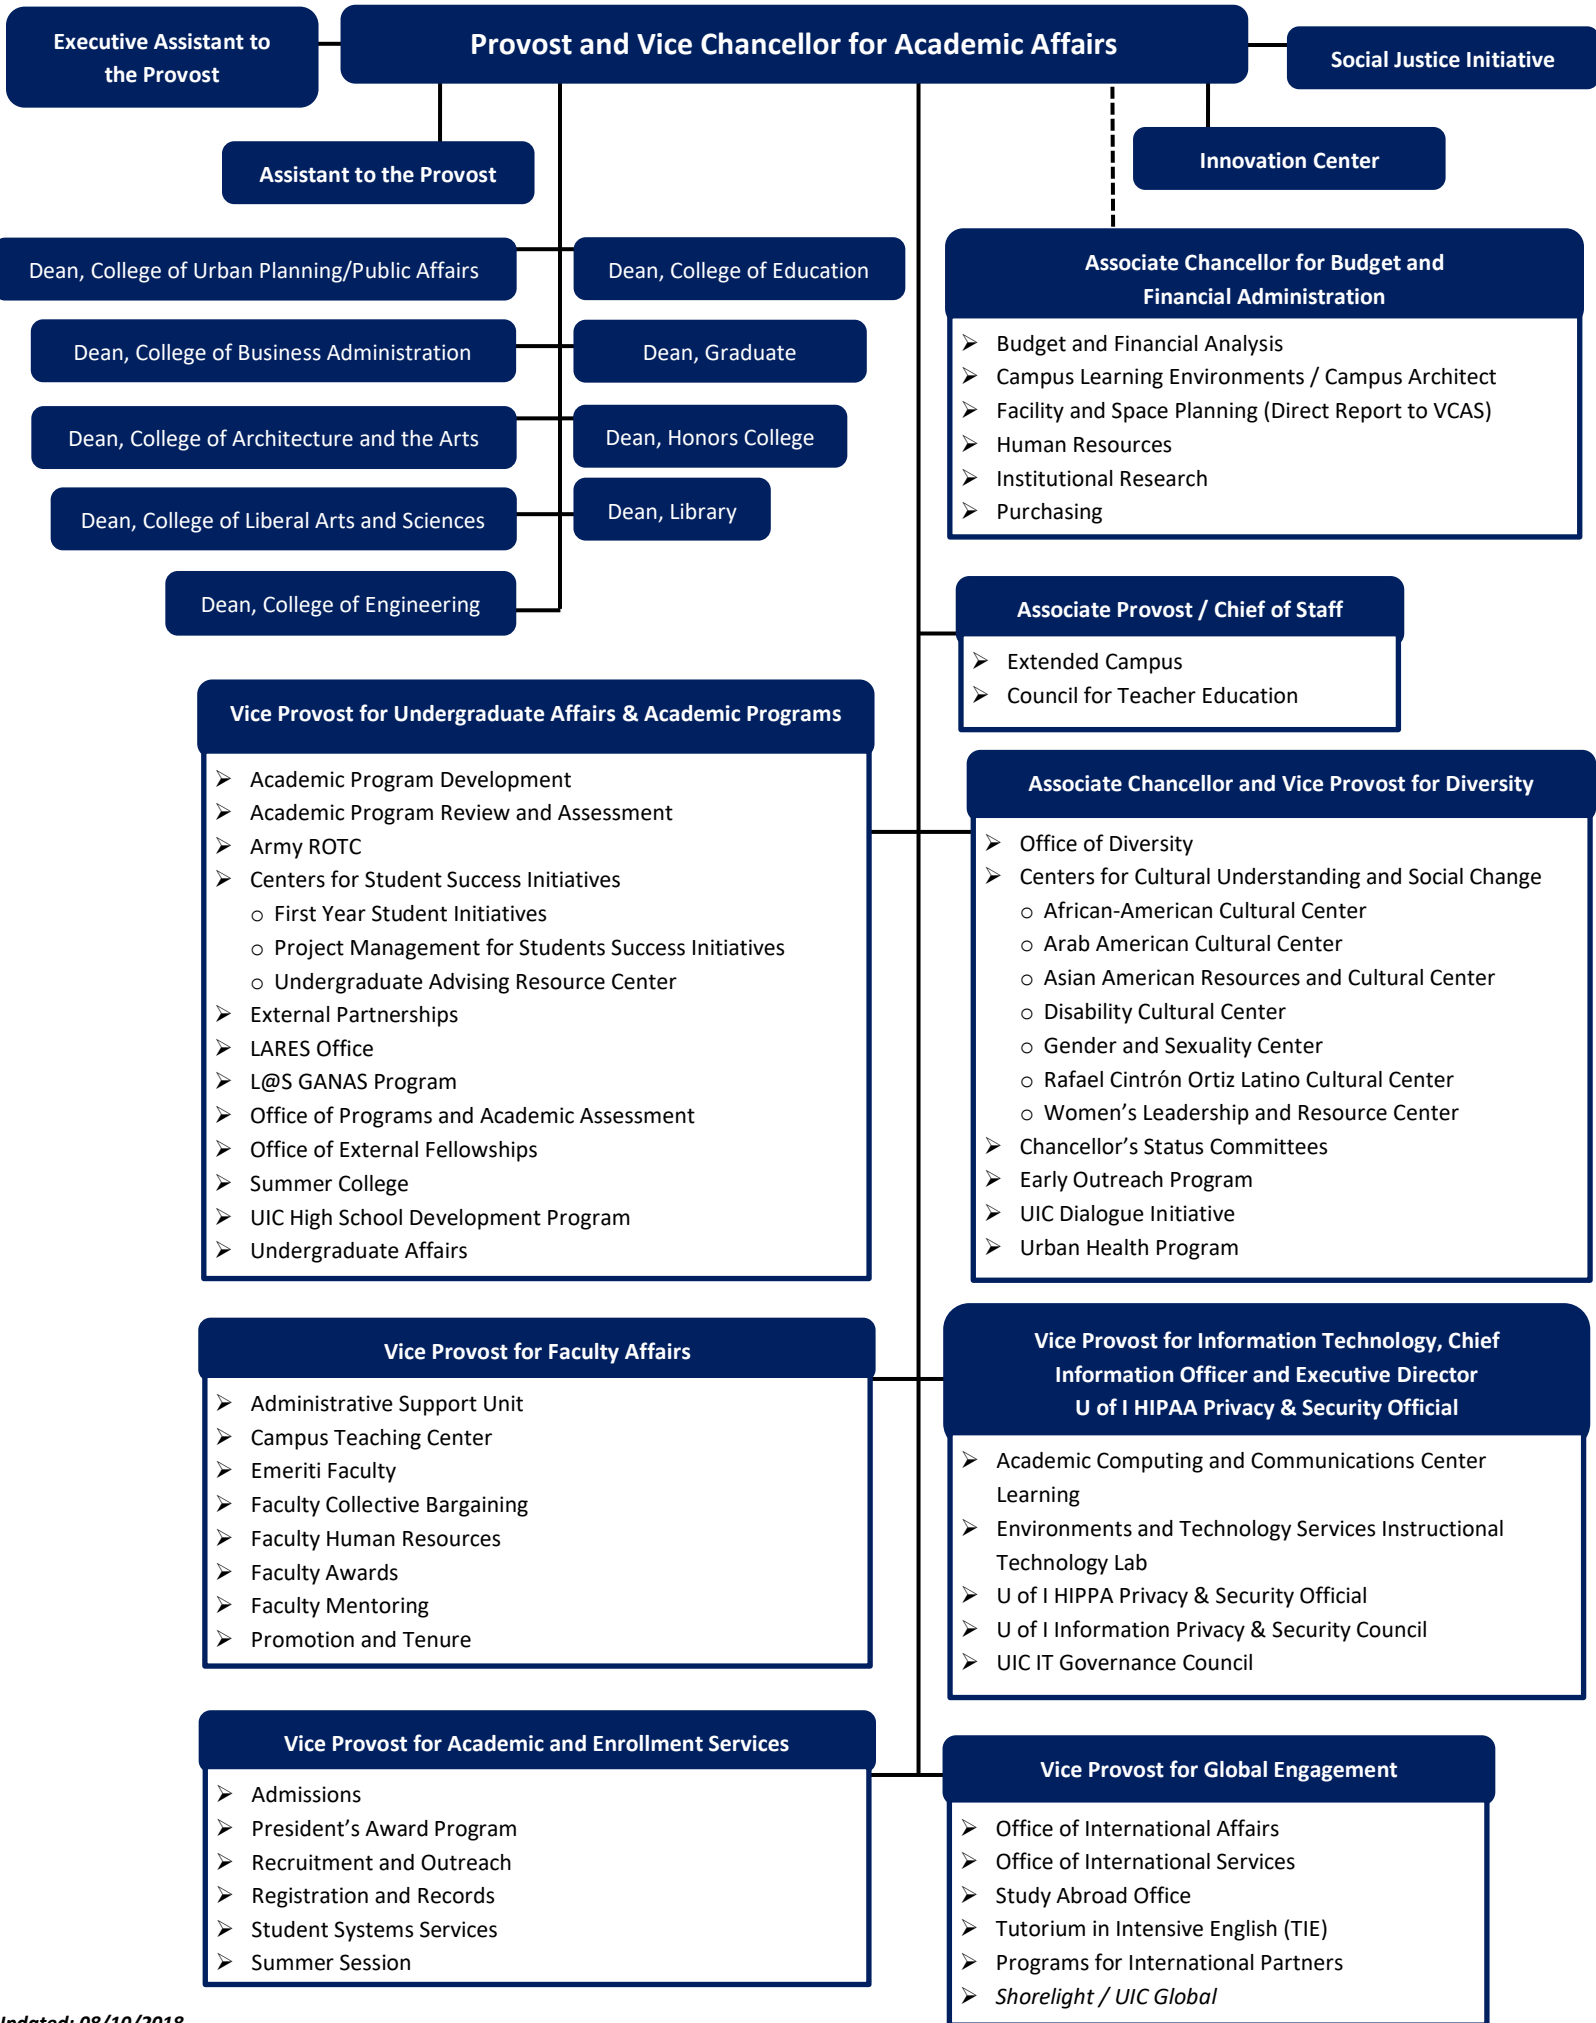 Executive Assistant to
the Provost
Provost and Vice Chancellor for Academic Affairs
Social Justice Initiative
Assistant to the Provost
Innovation Center
Dean, College of Urban Planning/Public Affairs
Dean, College of Education
Dean, College of Business Administration
Dean, Graduate
Dean, College of Architecture and the Arts
Dean, Honors College
Dean, College of Liberal Arts and Sciences
Dean, Library
Dean, College of Engineering
Associate Chancellor for Budget and
Financial Administration
➢ Budget and Financial Analysis
➢ Campus Learning Environments / Campus Architect
➢ Facility and Space Planning (Direct Report to VCAS)
➢ Human Resources
➢ Institutional Research
➢ Purchasing
Associate Provost / Chief of Staff
➢ Extended Campus
➢ Council for Teacher Education
Vice Provost for Undergraduate Affairs & Academic Programs
➢ Academic Program Development
➢ Academic Program Review and Assessment
➢ Army ROTC
➢ Centers for Student Success Initiatives
o First Year Student Initiatives
o Project Management for Students Success Initiatives
o Undergraduate Advising Resource Center
➢ External Partnerships
➢ LARES Office
➢ L@S GANAS Program
➢ Office of Programs and Academic Assessment
➢ Office of External Fellowships
➢ Summer College
➢ UIC High School Development Program
➢ Undergraduate Affairs
Associate Chancellor and Vice Provost for Diversity
➢ Office of Diversity
➢ Centers for Cultural Understanding and Social Change
o African-American Cultural Center
o Arab American Cultural Center
o Asian American Resources and Cultural Center
o Disability Cultural Center
o Gender and Sexuality Center
o Rafael Cintrón Ortiz Latino Cultural Center
o Women's Leadership and Resource Center
➢ Chancellor's Status Committees
➢ Early Outreach Program
➢ UIC Dialogue Initiative
➢ Urban Health Program
Vice Provost for Faculty Affairs
➢ Administrative Support Unit
➢ Campus Teaching Center
➢ Emeriti Faculty
➢ Faculty Collective Bargaining
➢ Faculty Human Resources
➢ Faculty Awards
➢ Faculty Mentoring
➢ Promotion and Tenure
Vice Provost for Information Technology, Chief
Information Officer and Executive Director
U of I HIPAA Privacy & Security Official
➢ Academic Computing and Communications Center
Learning
➢ Environments and Technology Services Instructional
Technology Lab
➢ U of I HIPPA Privacy & Security Official
➢ U of I Information Privacy & Security Council
➢ UIC IT Governance Council
Vice Provost for Academic and Enrollment Services
➢ Admissions
➢ President's Award Program
➢ Recruitment and Outreach
➢ Registration and Records
➢ Student Systems Services
➢ Summer Session
Vice Provost for Global Engagement
➢ Office of International Affairs
➢ Office of International Services
➢ Study Abroad Office
➢ Tutorium in Intensive English (TIE)
➢ Programs for International Partners
➢ Shorelight / UIC Global
Updated: 08/10/2018